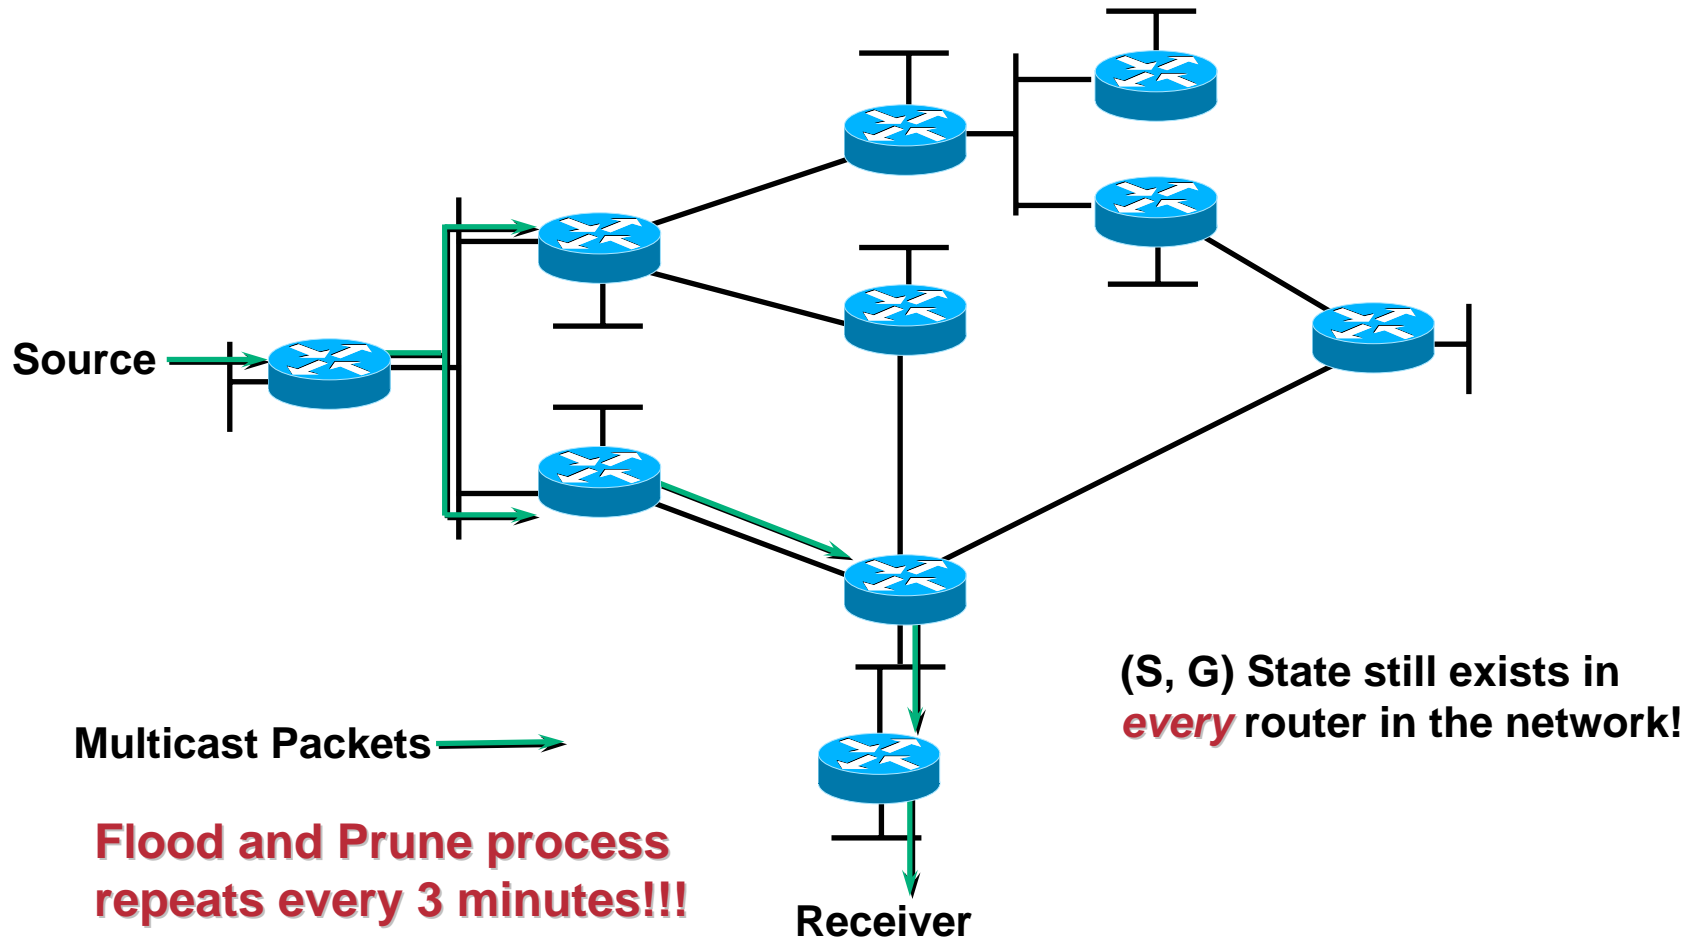 Source
(S, G) State still exists in
every router in the network!
Multicast Packets
Flood and Prune process
repeats every 3 minutes!!!
Receiver